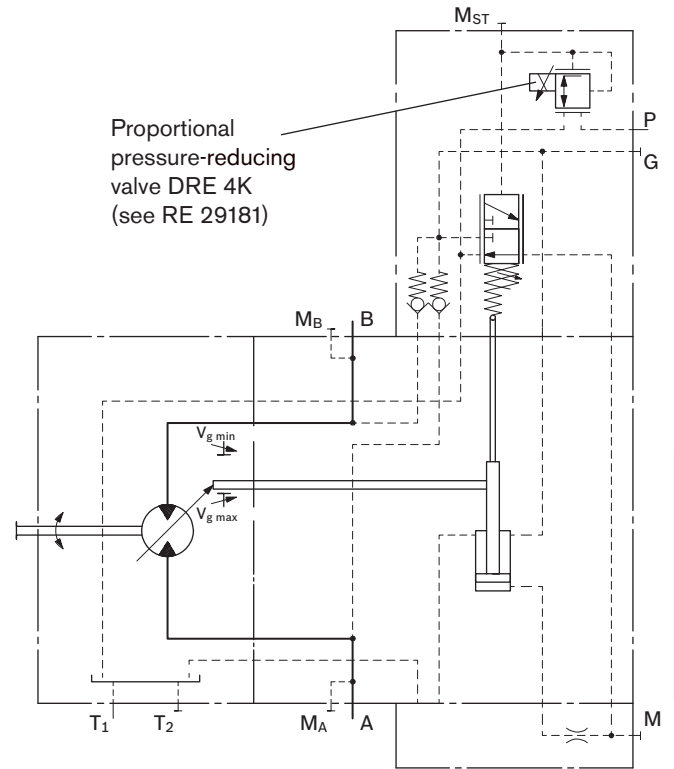 M_ST
Proportional
pressure-reducing
valve DRE 4K
(see RE 29181)
P
G
M_B B
V_g min
V_g max
T_1 T_2 M_A A
M